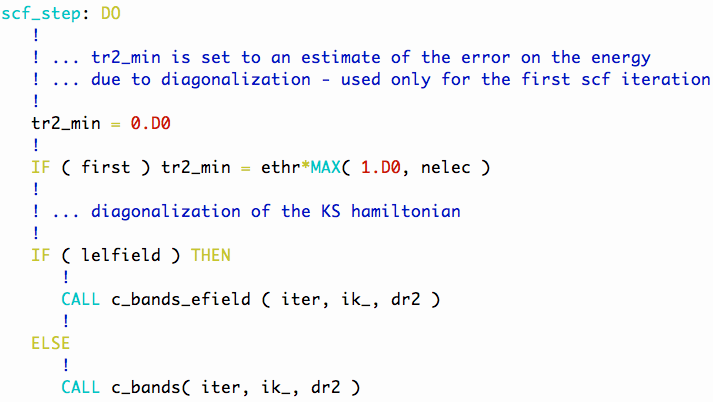 scf_step: DO
!
! ... tr2_min is set to an estimate of the error on the energy
! ... due to diagonalization - used only for the first scf iteration
!
tr2_min = 0.D0
!
IF ( first ) tr2_min = ethr*MAX( 1.D0, nelec )
!
! ... diagonalization of the KS hamiltonian
!
IF ( lelfield ) THEN
!
CALL c_bands_efield ( iter, ik_, dr2 )
!
ELSE
!
CALL c_bands( iter, ik_, dr2 )